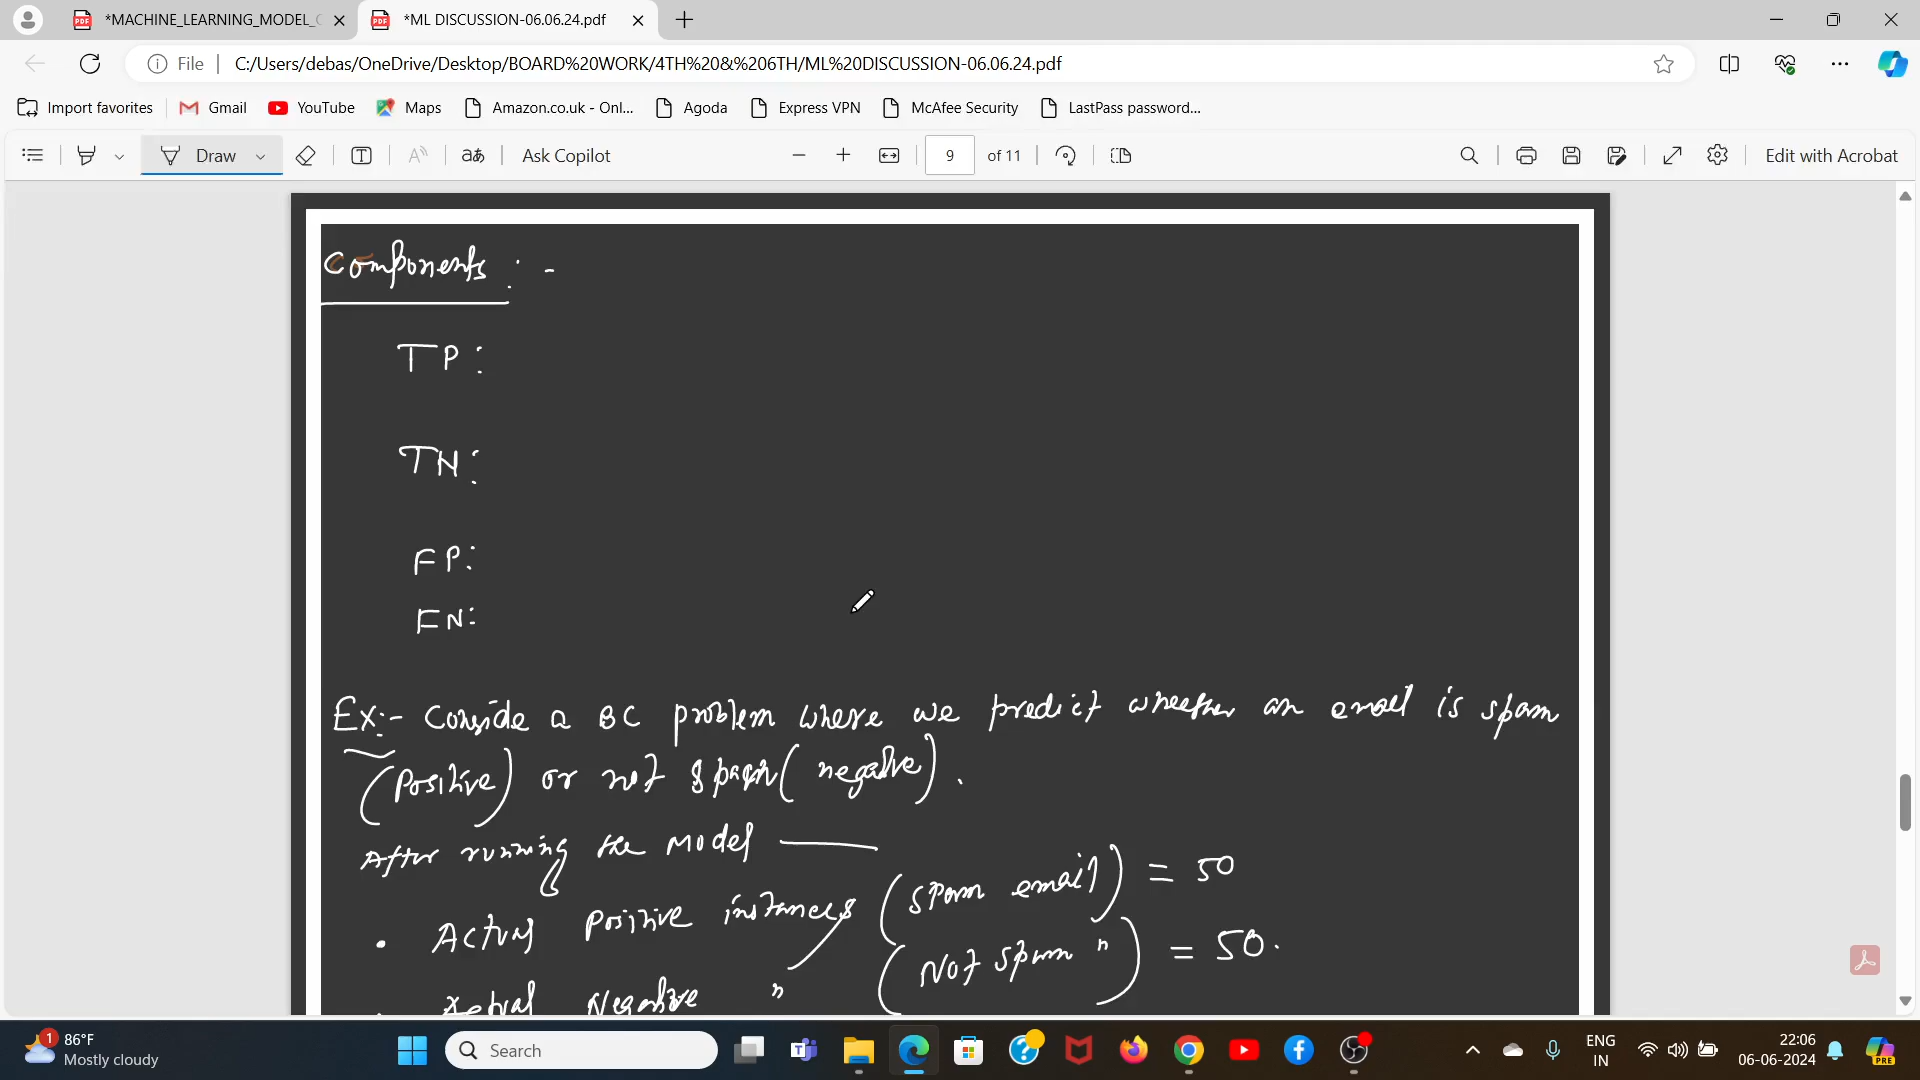 *MACHINE_LEARNING_MODEL_C
*ML DISCUSSION-06.06.24.pdf
File
C:/Users/debas/OneDrive/Desktop/BOARD%20WORK/4TH%20&%206TH/ML%20DISCUSSION-06.06.24.pdf
Import favorites
Gmail
YouTube
Maps
Amazon.co.uk - Onl...
Agoda
Express VPN
McAfee Security
LastPass password...
Draw
Ask Copilot
9 of 11
Edit with Acrobat
Components : -
TP :
TN :
FP :
FN :
Ex:- Conside a BC problem where we predict whether an email is spam
(Positive) or not spam (negative).
After running the model ——
• Actual Positive instances (spam email) = 50
• Actual Negative " (Not spam ") = 50.
1
86°F
Mostly cloudy
Search
ENG
IN
22:06
06-06-2024
PRE